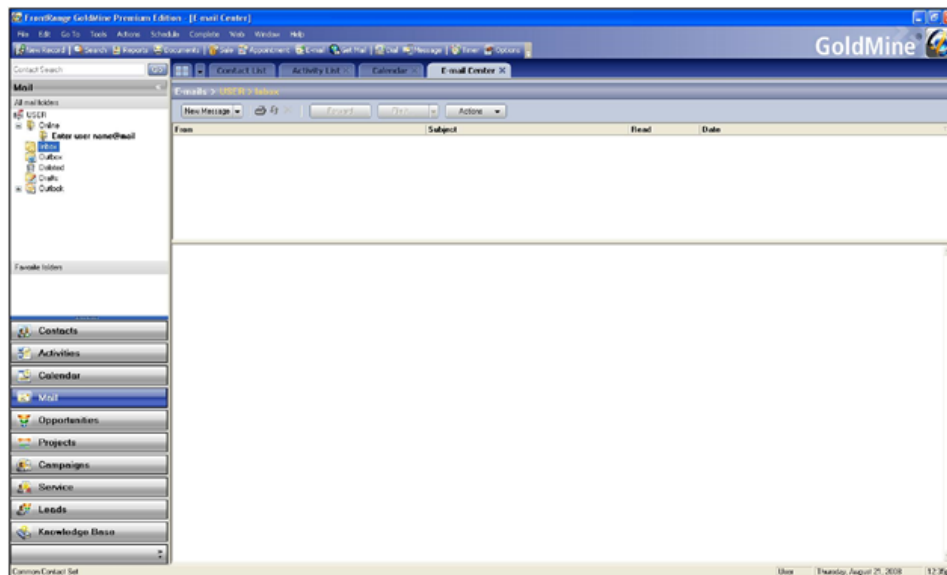 FrontRange GoldMine Premium Edition - [E-mail Center]
File Edit Go To Tools Actions Schedule Complete Web Window Help
New Record Search Reports Documents Sale Appointment E-mail Get Mail Dial Message Timer Options
GoldMine
Contact Search GO
Contact List Activity List Calendar E-mail Center
Mail
E-mails > USER > Inbox
All mail folders
New Message Actions
USER
Online
Enter user name@mail
Inbox
Outbox
Deleted
Drafts
Outlook
From Subject Read Date
Favorite folders
Contacts
Activities
Calendar
Mail
Opportunities
Projects
Campaigns
Service
Leads
Knowledge Base
Common Contact Set User Thursday, August 21, 2008